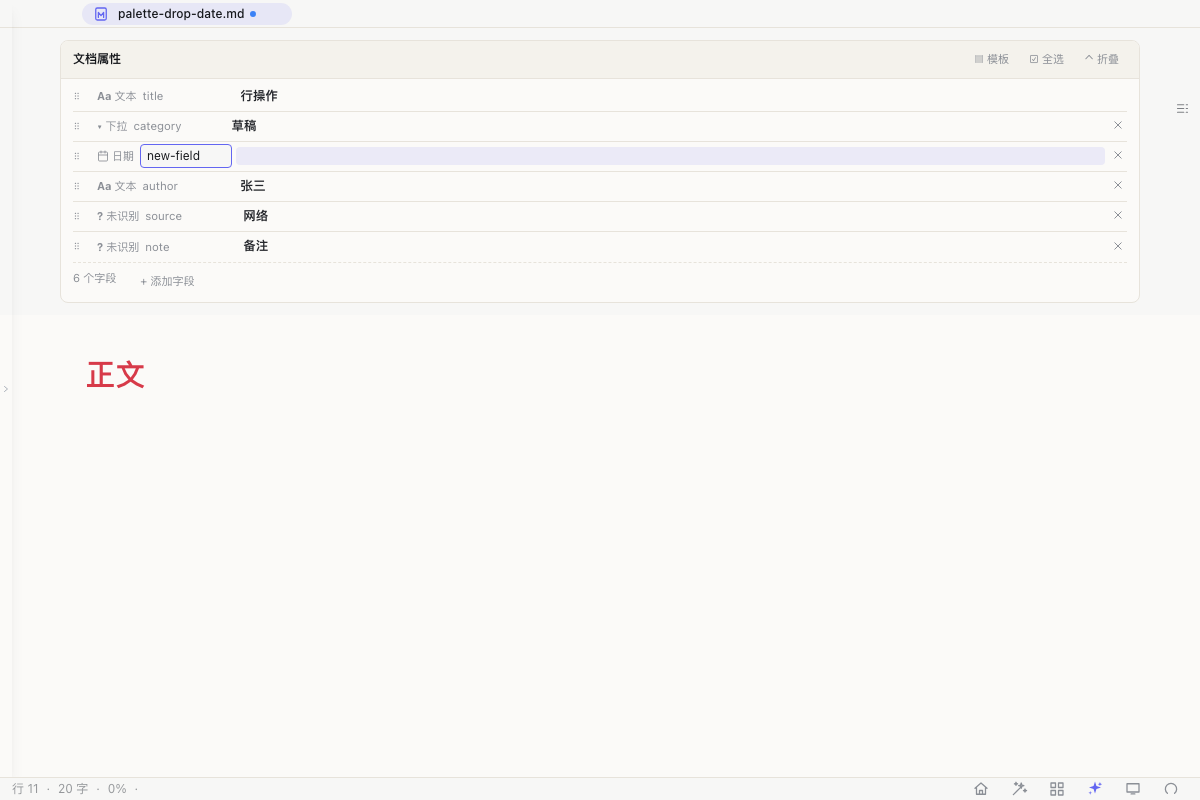 palette-drop-date.md
文档属性 模板 全选 折叠
Aa 文本 title 行操作
下拉 category 草稿
日期 new-field
Aa 文本 author 张三
? 未识别 source 网络
? 未识别 note 备注
6 个字段 + 添加字段
正文
行 11 · 20 字 · 0% ·